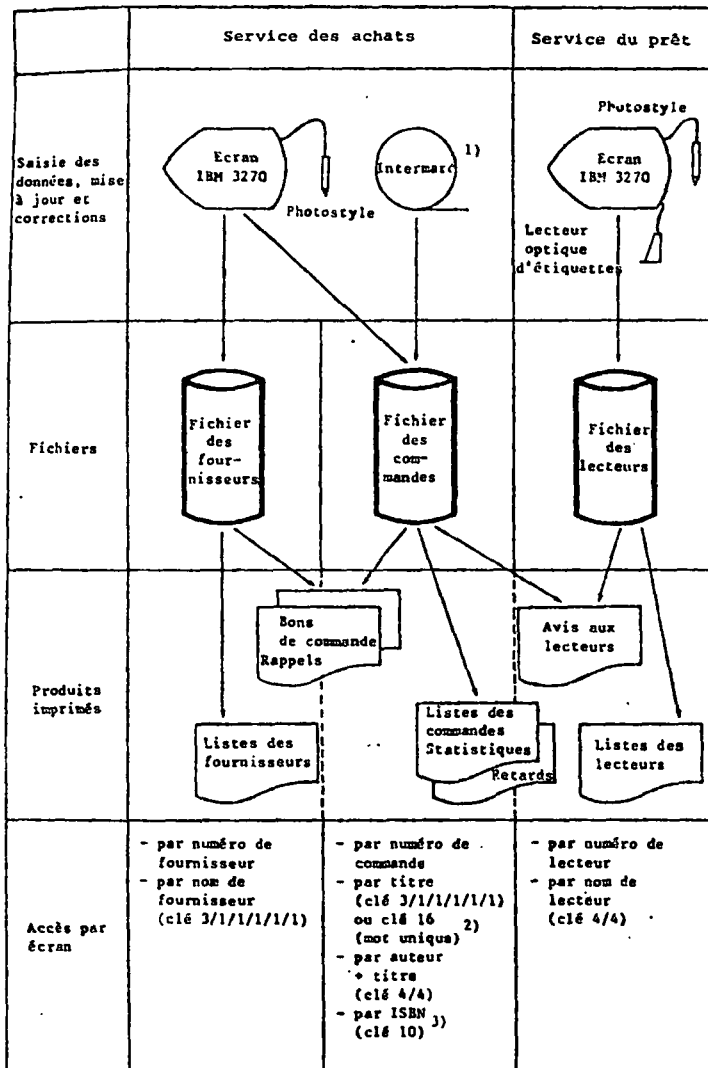 Service des achats
Service du prêt
Saisie des
données, mise
à jour et
corrections
Ecran
IBM 3270
Photostyle
Intermarc
1)
Photostyle
Ecran
IBM 3270
Lecteur
optique
d'étiquettes
Fichiers
Fichier
des
four-
nisseurs
Fichier
des
com-
mandes
Fichier
des
lecteurs
Produits
imprimés
Bons
de commande
Rappels
Avis aux
lecteurs
Listes des
fournisseurs
Listes des
commandes
Statistiques
Retards
Listes des
lecteurs
Accès par
écran
- par numéro de
fournisseur
- par nom de
fournisseur
(clé 3/1/1/1/1/1)
- par numéro de
commande
- par titre
(clé 3/1/1/1/1/1)
ou clé 16
(mot unique) 2)
- par auteur
+ titre
(clé 4/4)
- par ISBN 3)
(clé 10)
- par numéro de
lecteur
- par nom de
lecteur
(clé 4/4)